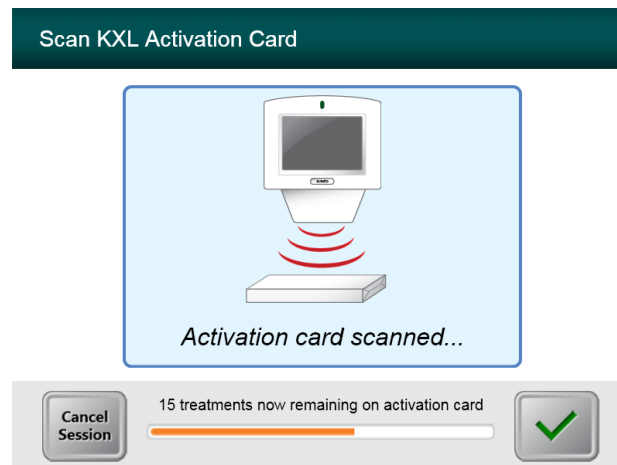 Scan KXL Activation Card
Activation card scanned...
Cancel
Session
15 treatments now remaining on activation card